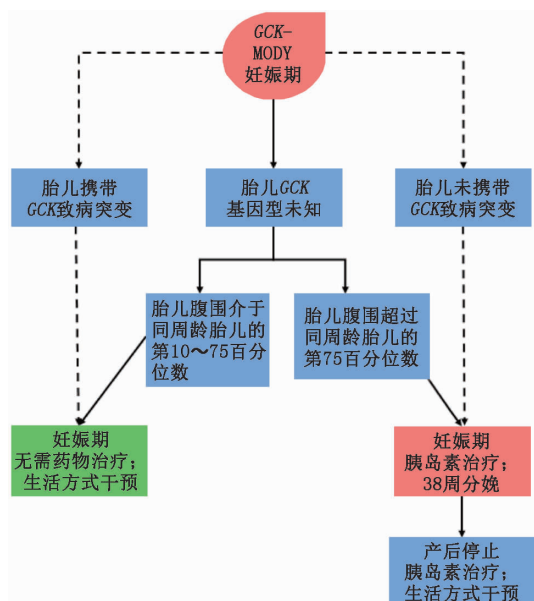 GCK-
MODY
妊娠期
胎儿携带
GCK致病突变
胎儿GCK
基因型未知
胎儿未携带
GCK致病突变
胎儿腹围介于
同周龄胎儿的
第10～75百分
位数
胎儿腹围超过
同周龄胎儿的
第75百分位数
妊娠期
无需药物治疗；
生活方式干预
妊娠期
胰岛素治疗；
38周分娩
产后停止
胰岛素治疗；
生活方式干预